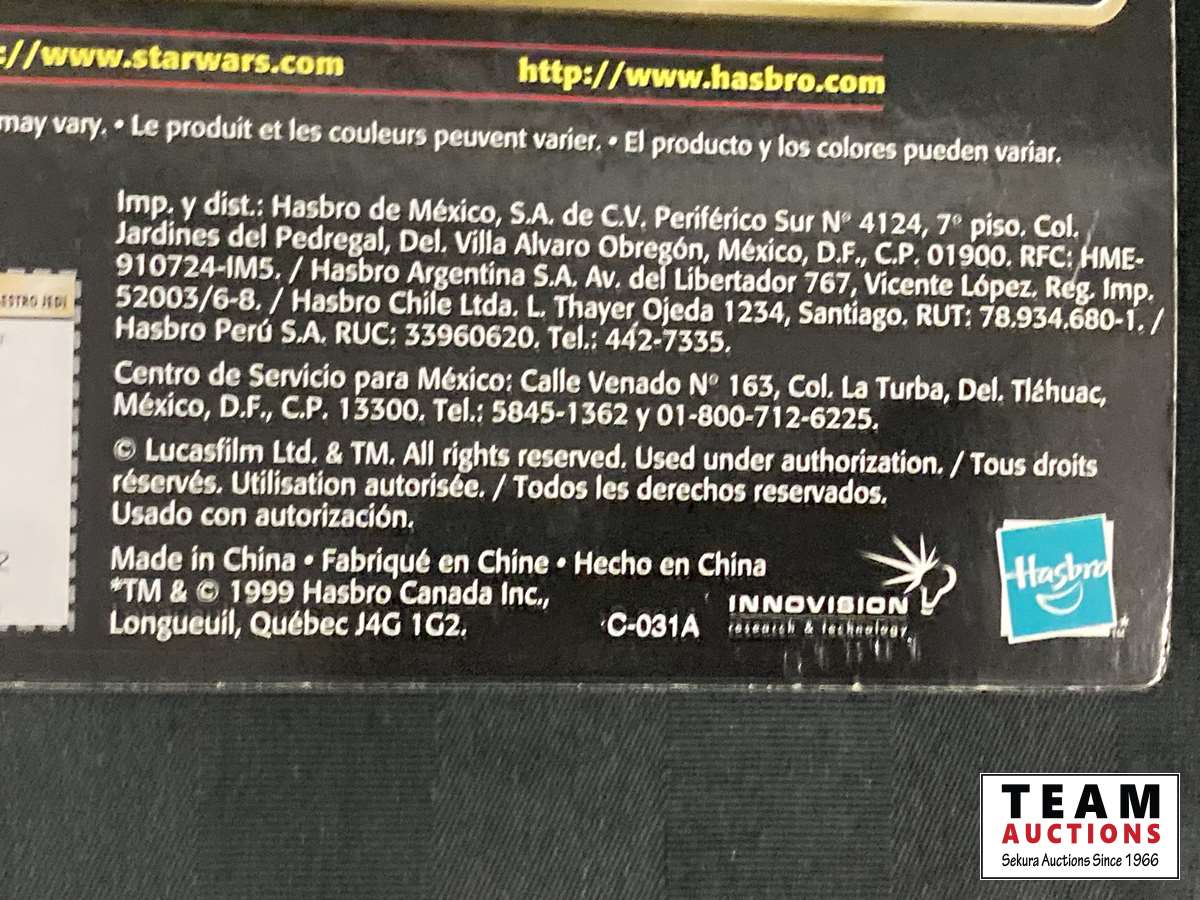 ://www.starwars.com http://www.hasbro.com
may vary. • Le produit et les couleurs peuvent varier. • El producto y los colores pueden variar.
Imp. y dist.: Hasbro de México, S.A. de C.V. Periférico Sur Nº 4124, 7º piso. Col.
Jardines del Pedregal, Del. Villa Alvaro Obregón, México, D.F., C.P. 01900. RFC: HME-
910724-IM5. / Hasbro Argentina S.A. Av. del Libertador 767, Vicente López. Reg. Imp.
52003/6-8. / Hasbro Chile Ltda. L. Thayer Ojeda 1234, Santiago. RUT: 78.934.680-1. /
Hasbro Perú S.A. RUC: 33960620. Tel.: 442-7335.
ESTRO JEDI
Centro de Servicio para México: Calle Venado Nº 163, Col. La Turba, Del. Tláhuac,
México, D.F., C.P. 13300. Tel.: 5845-1362 y 01-800-712-6225.
© Lucasfilm Ltd. & TM. All rights reserved. Used under authorization. / Tous droits
réservés. Utilisation autorisée. / Todos les derechos reservados.
Usado con autorización.
Made in China • Fabriqué en Chine • Hecho en China
*TM & © 1999 Hasbro Canada Inc.,
Longueuil, Québec J4G 1G2.
C-031A
INNOVISION
research & technology
Hasbro
TEAM
AUCTIONS
Sekura Auctions Since 1966